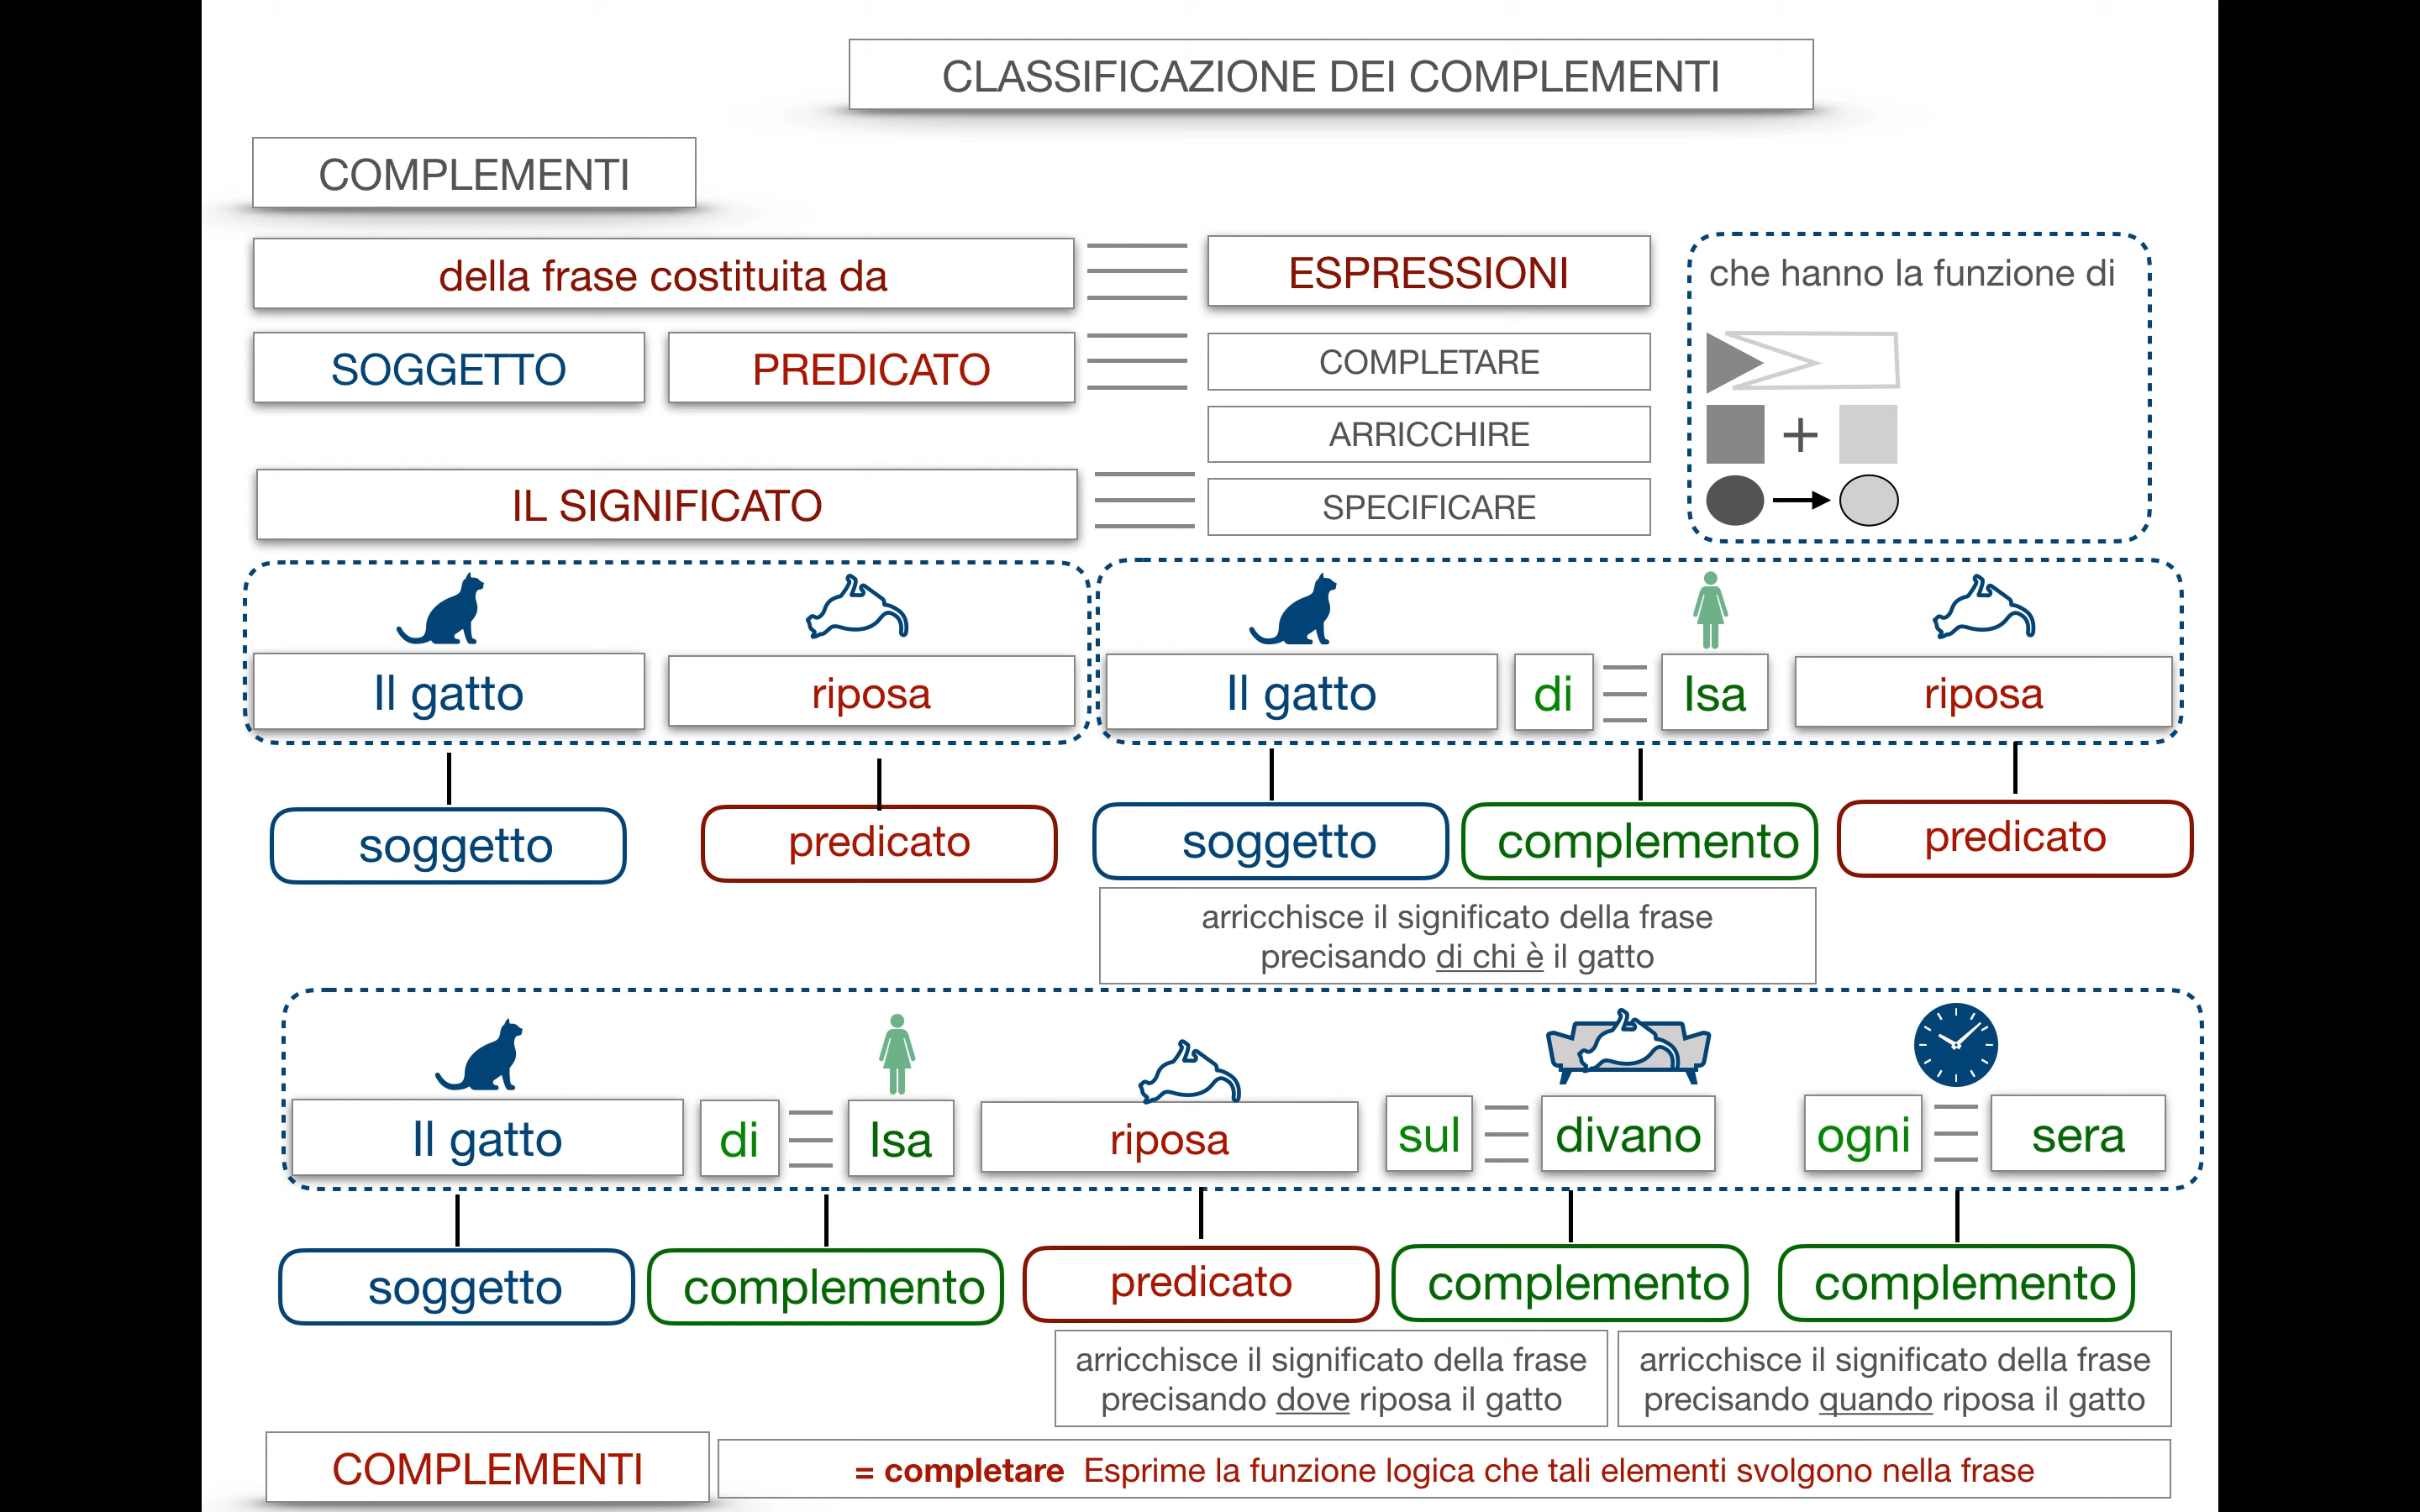 CLASSIFICAZIONE DEI COMPLEMENTI
COMPLEMENTI
della frase costituita da
ESPRESSIONI
che hanno la funzione di
SOGGETTO
PREDICATO
COMPLETARE
ARRICCHIRE
IL SIGNIFICATO
SPECIFICARE
Il gatto
riposa
Il gatto
di
Isa
riposa
soggetto
predicato
soggetto
complemento
predicato
arricchisce il significato della frase
precisando di chi è il gatto
Il gatto
di
Isa
riposa
sul
divano
ogni
sera
soggetto
complemento
predicato
complemento
complemento
arricchisce il significato della frase
precisando dove riposa il gatto
arricchisce il significato della frase
precisando quando riposa il gatto
COMPLEMENTI
= completare Esprime la funzione logica che tali elementi svolgono nella frase